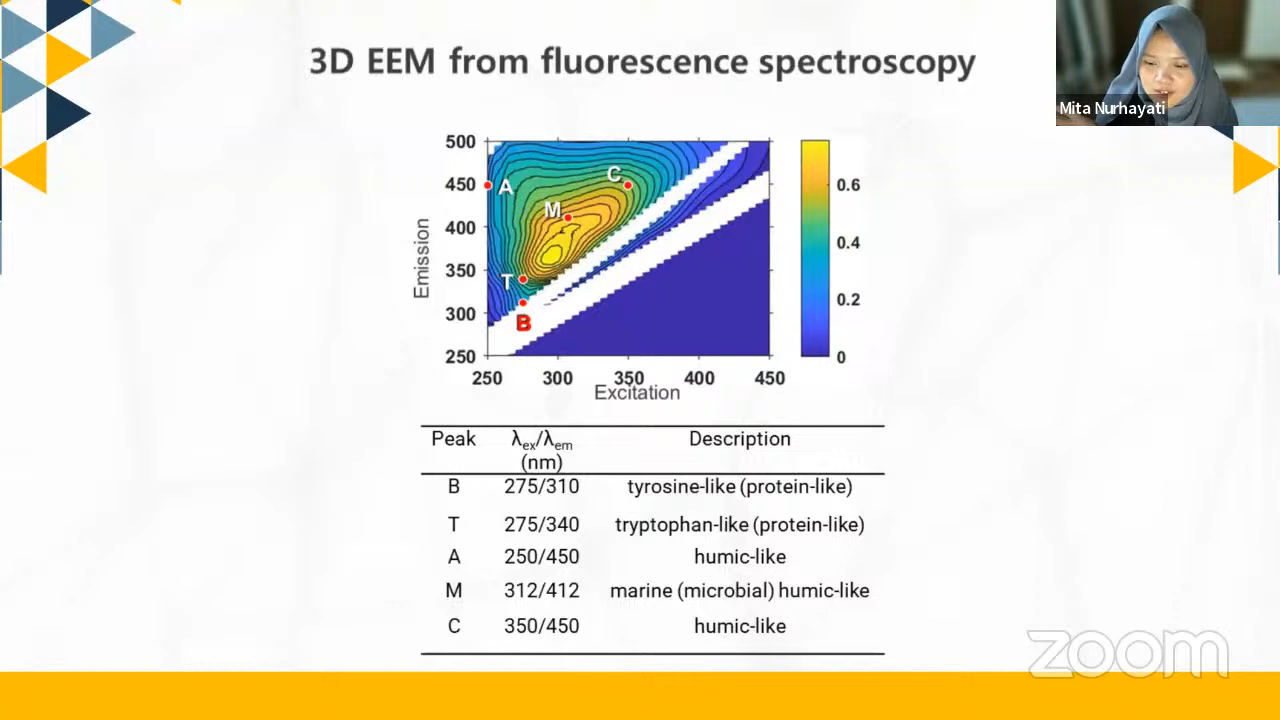 3D EEM from fluorescence spectroscopy
Mita Nurhayati
500
450
400
350
300
250
Emission
A
C
M
T
B
250 300 350 400 450
Excitation
0.6
0.4
0.2
0
Peak λex/λem (nm) Description
B 275/310 tyrosine-like (protein-like)
T 275/340 tryptophan-like (protein-like)
A 250/450 humic-like
M 312/412 marine (microbial) humic-like
C 350/450 humic-like
zoom